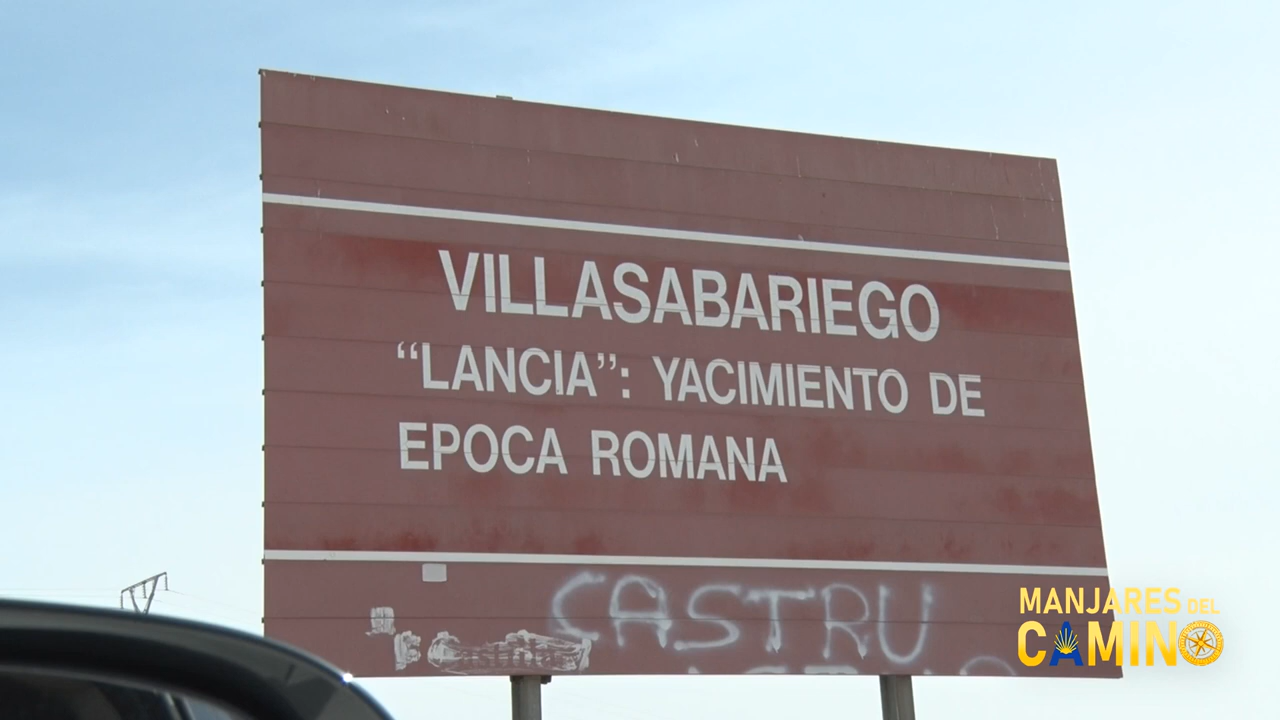 VILLASABARIEGO
“LANCIA”: YACIMIENTO DE
EPOCA ROMANA
CASTRU
MANJARES DEL
CAMINO